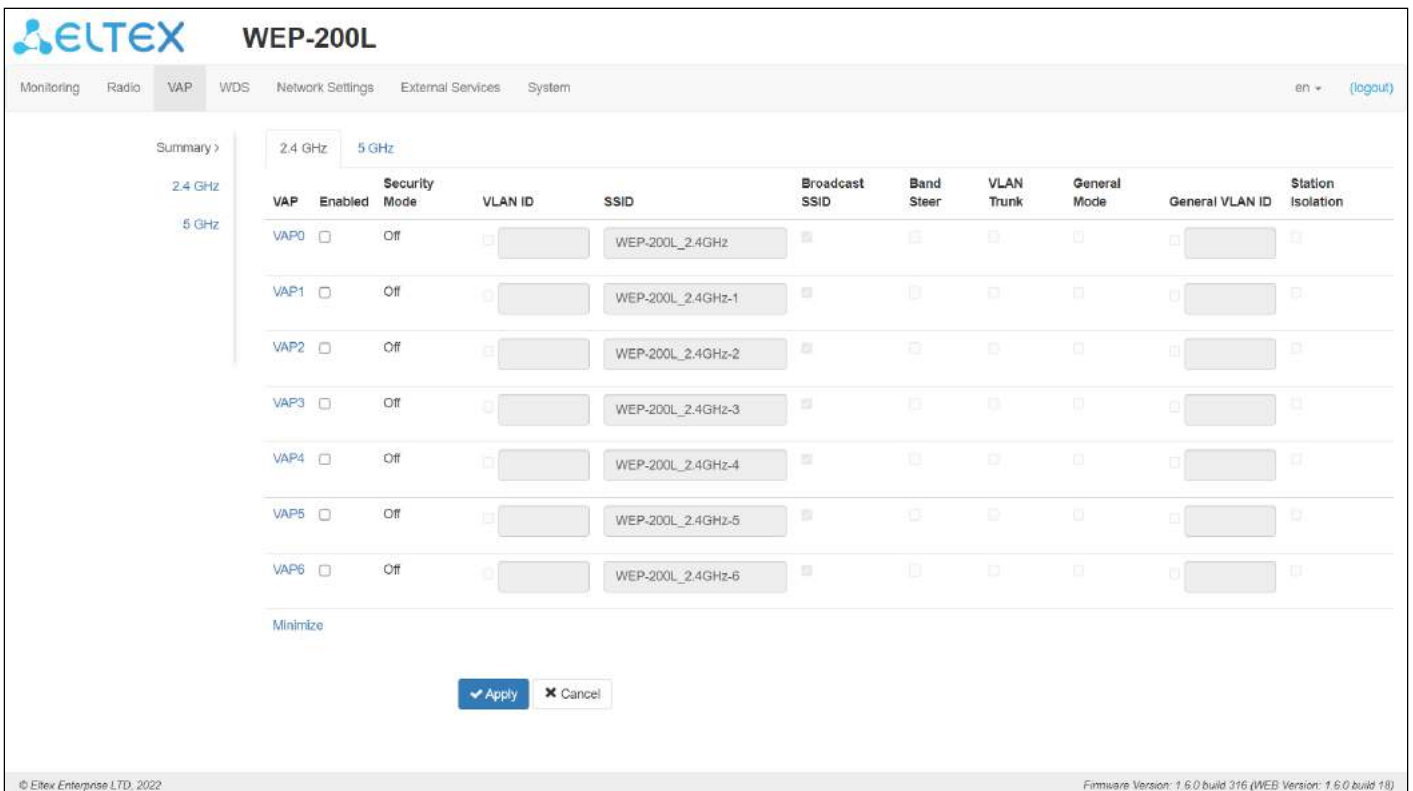 ELTEX WEP-200L
Monitoring Radio VAP WDS Network Settings External Services System en (logout)
Summary >
2.4 GHz
5 GHz
2.4 GHz 5 GHz
VAP Enabled Security Mode VLAN ID SSID Broadcast SSID Band Steer VLAN Trunk General Mode General VLAN ID Station Isolation
VAP0 Off WEP-200L_2.4GHz
VAP1 Off WEP-200L_2.4GHz-1
VAP2 Off WEP-200L_2.4GHz-2
VAP3 Off WEP-200L_2.4GHz-3
VAP4 Off WEP-200L_2.4GHz-4
VAP5 Off WEP-200L_2.4GHz-5
VAP6 Off WEP-200L_2.4GHz-6
Minimize
Apply Cancel
© Eltex Enterprise LTD, 2022 Firmware Version: 1.6.0 build 316 (WEB Version: 1.6.0 build 18)